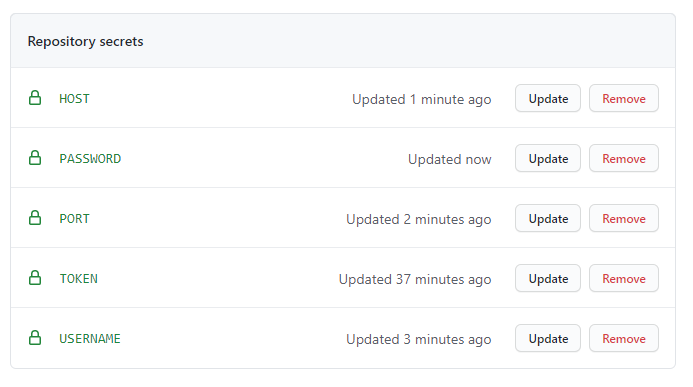 Repository secrets
HOST Updated 1 minute ago Update Remove
PASSWORD Updated now Update Remove
PORT Updated 2 minutes ago Update Remove
TOKEN Updated 37 minutes ago Update Remove
USERNAME Updated 3 minutes ago Update Remove